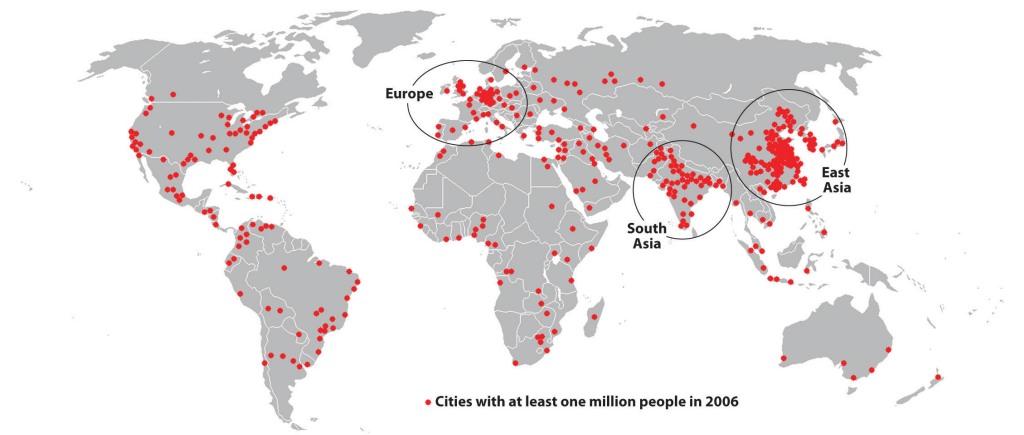 Europe
East
Asia
South
Asia
Cities with at least one million people in 2006